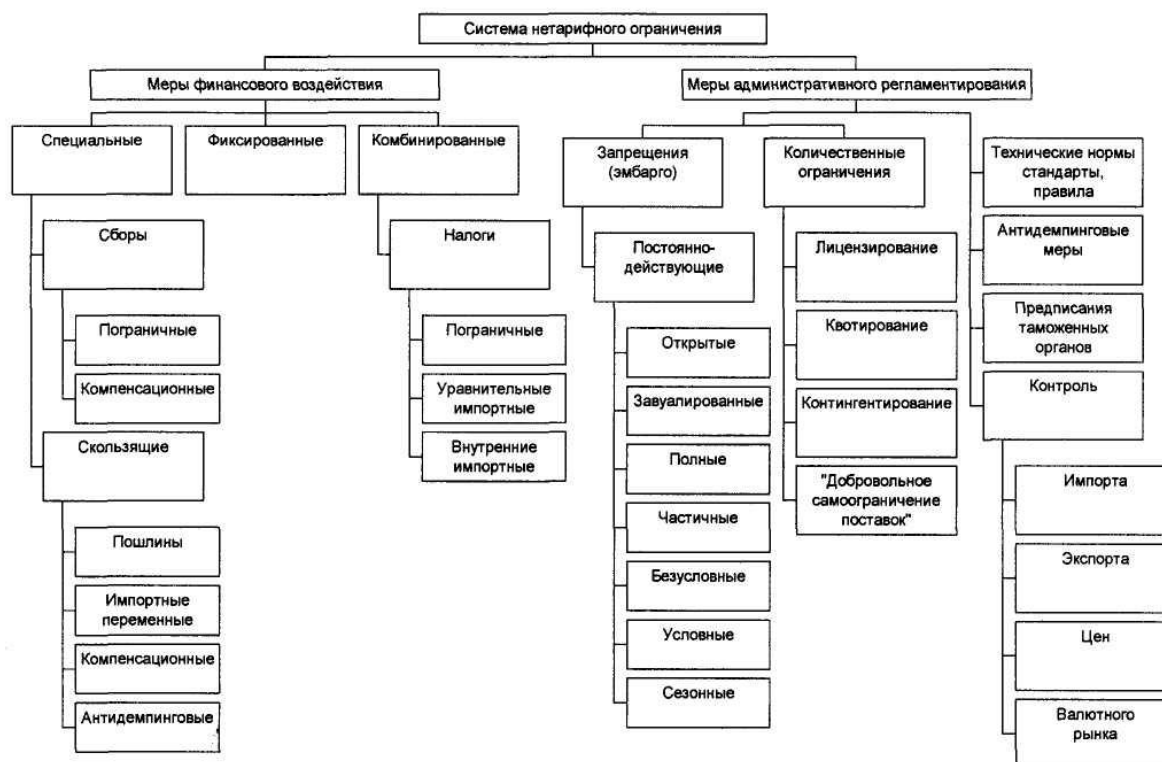 Система нетарифного ограничения
Меры финансового воздействия
Меры административного регламентирования
Специальные
Фиксированные
Комбинированные
Запрещения
(эмбарго)
Количественные
ограничения
Технические нормы
стандарты,
правила
Сборы
Налоги
Постоянно-
действующие
Лицензирование
Антидемпинговые
меры
Пограничные
Компенсационные
Скользящие
Пограничные
Уравнительные
импортные
Внутренние
импортные
Открытые
Завуалированные
Полные
Частичные
Безусловные
Условные
Сезонные
Квотирование
Контингентирование
"Добровольное
самоограничение
поставок"
Предписания
таможенных
органов
Контроль
Импорта
Экспорта
Цен
Валютного
рынка
Пошлины
Импортные
переменные
Компенсационные
Антидемпинговые